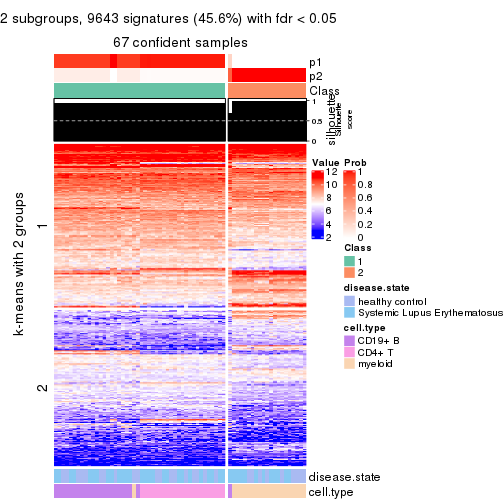 2 subgroups, 9643 signatures (45.6%) with fdr < 0.05
67 confident samples
p1
p2
Class
1
0.5
0
silhouette
Silhouette
score
k-means with 2 groups
1
2
Value
12
10
8
6
4
2
Prob
1
0.8
0.6
0.4
0.2
0
Class
1
2
disease.state
healthy control
Systemic Lupus Erythematosus
cell.type
CD19+ B
CD4+ T
myeloid
disease.state
cell.type